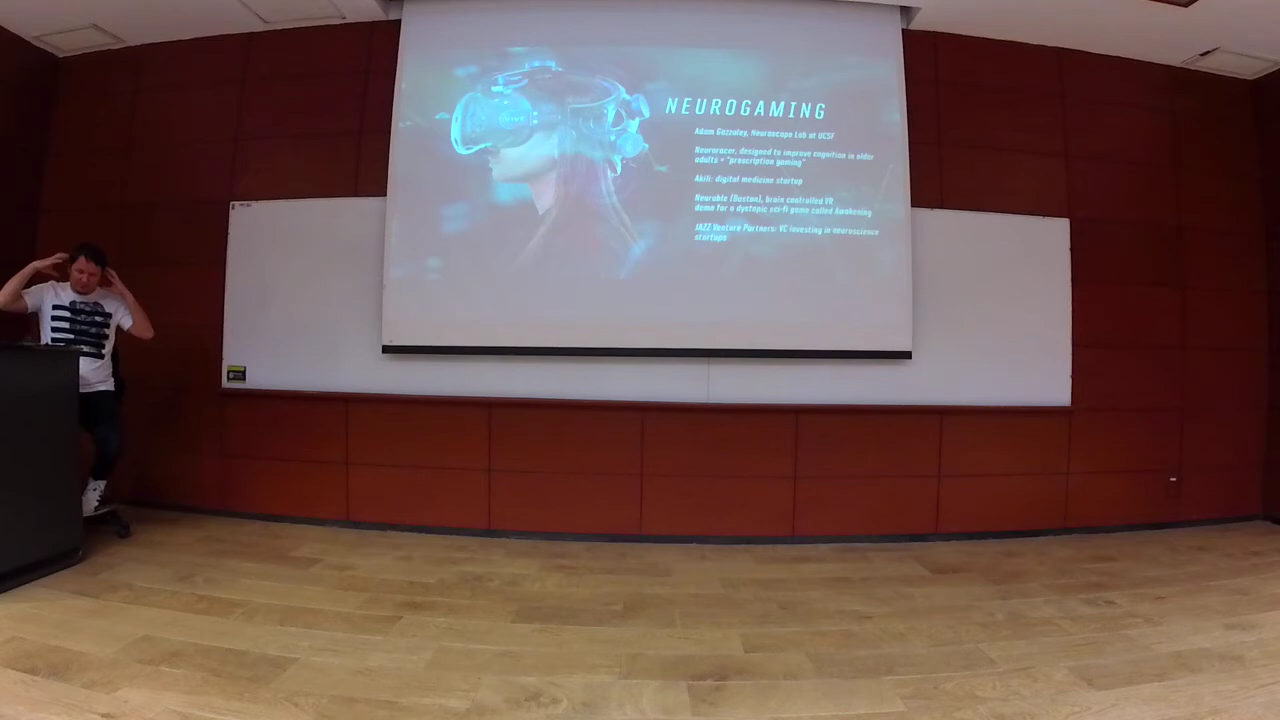 NEUROGAMING
Adam Gazzaley, Neuroscape Lab at UCSF
Neuroracer, designed to improve cognition in older
adults = "prescription gaming"
Akili: digital medicine startup
Neurable (Boston), brain controlled VR
demo for a dystopic sci-fi game called Awakening
JAZZ Venture Partners: VC investing in neuroscience
startups